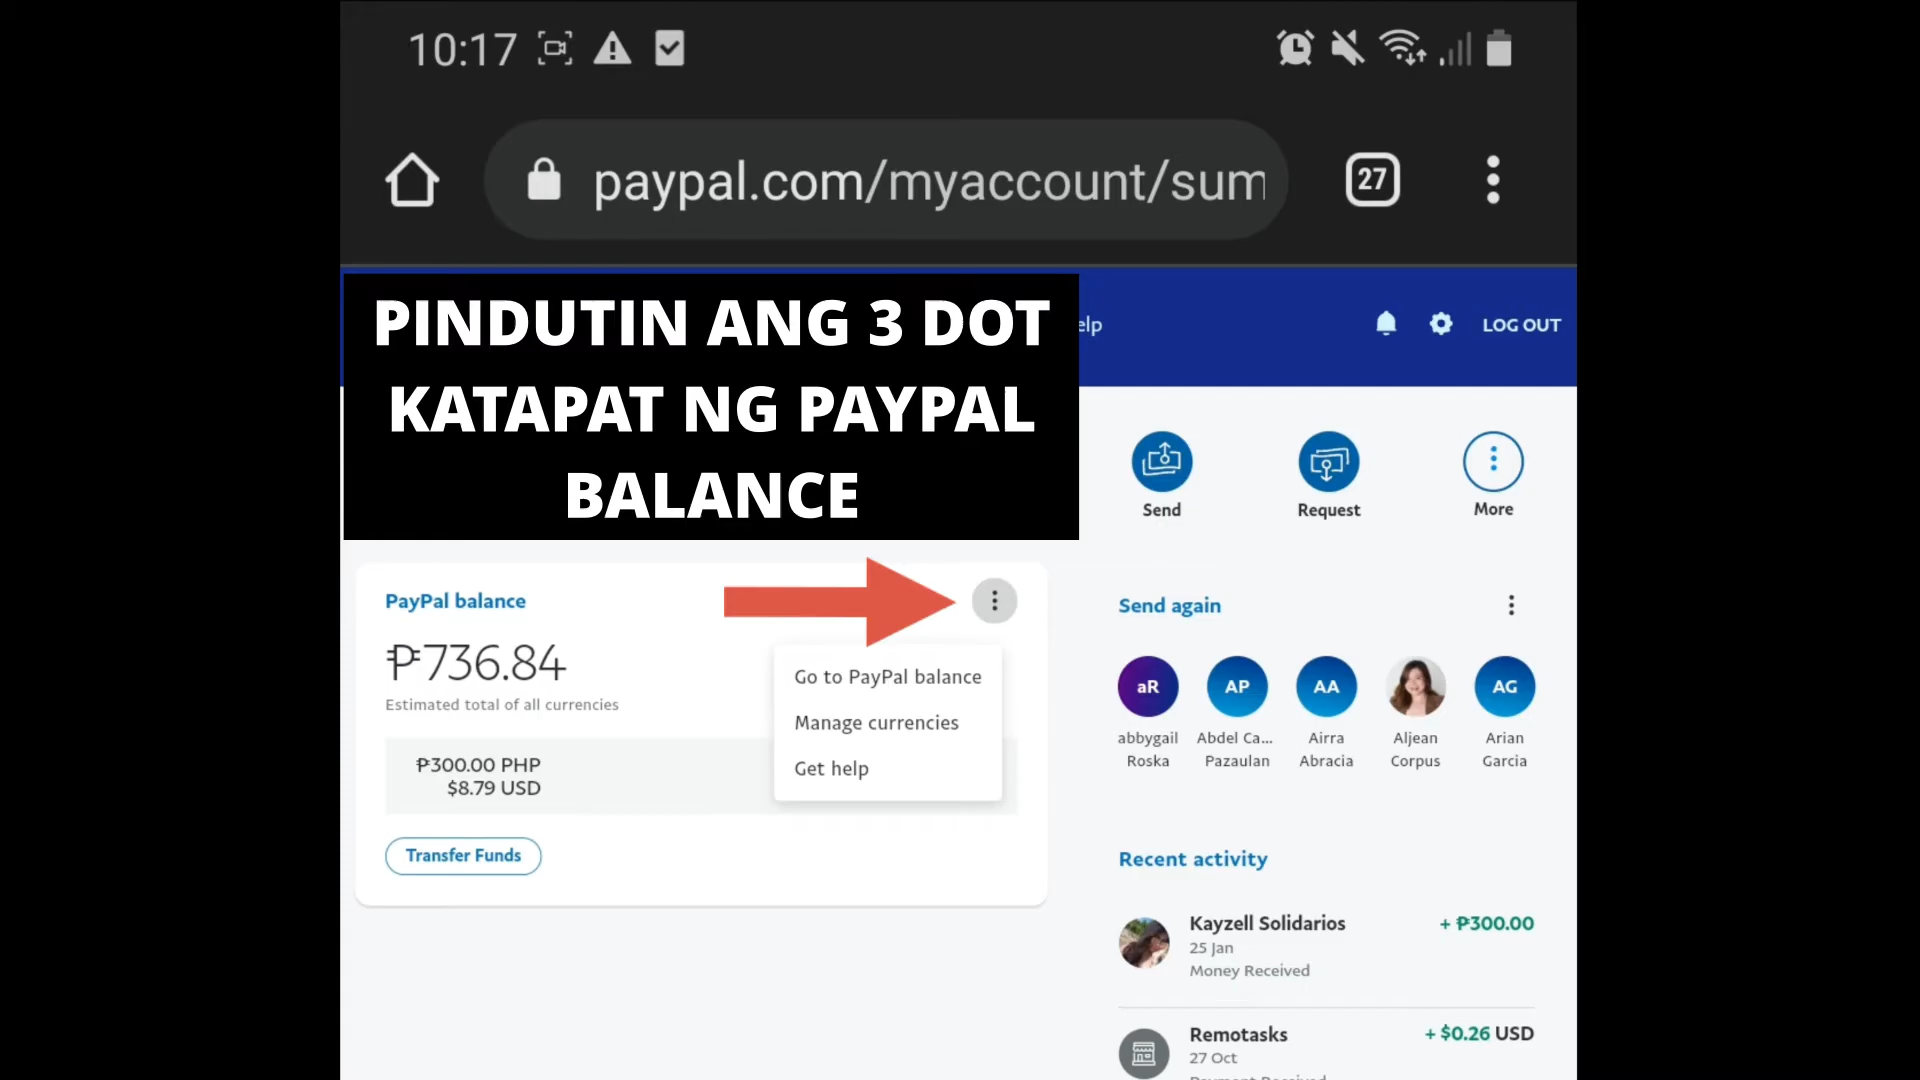 10:17
paypal.com/myaccount/sum
27
PINDUTIN ANG 3 DOT
KATAPAT NG PAYPAL
BALANCE
elp
LOG OUT
Send
Request
More
PayPal balance
₱736.84
Estimated total of all currencies
₱300.00 PHP
$8.79 USD
Transfer Funds
Go to PayPal balance
Manage currencies
Get help
Send again
aR
AP
AA
AG
abbygail
Roska
Abdel Ca...
Pazaulan
Airra
Abracia
Aljean
Corpus
Arian
Garcia
Recent activity
Kayzell Solidarios
+ ₱300.00
25 Jan
Money Received
Remotasks
+ $0.26 USD
27 Oct
Payment Received